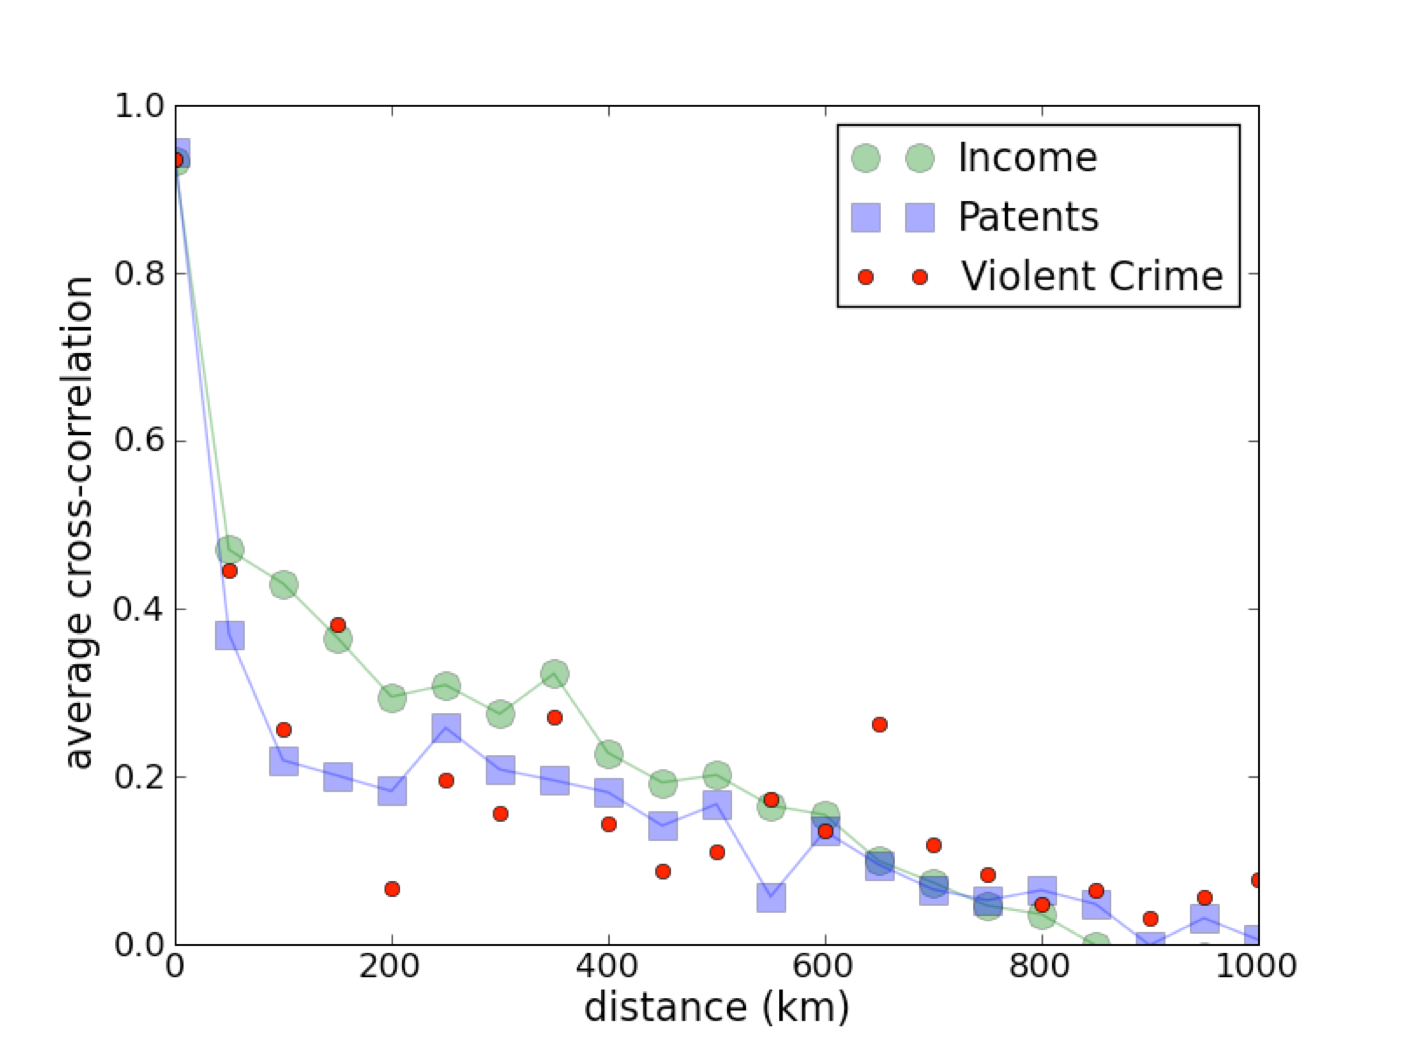 1.0
0.8
0.6
0.4
0.2
0.0
average cross-correlation
Income
Patents
Violent Crime
0 200 400 600 800 1000
distance (km)